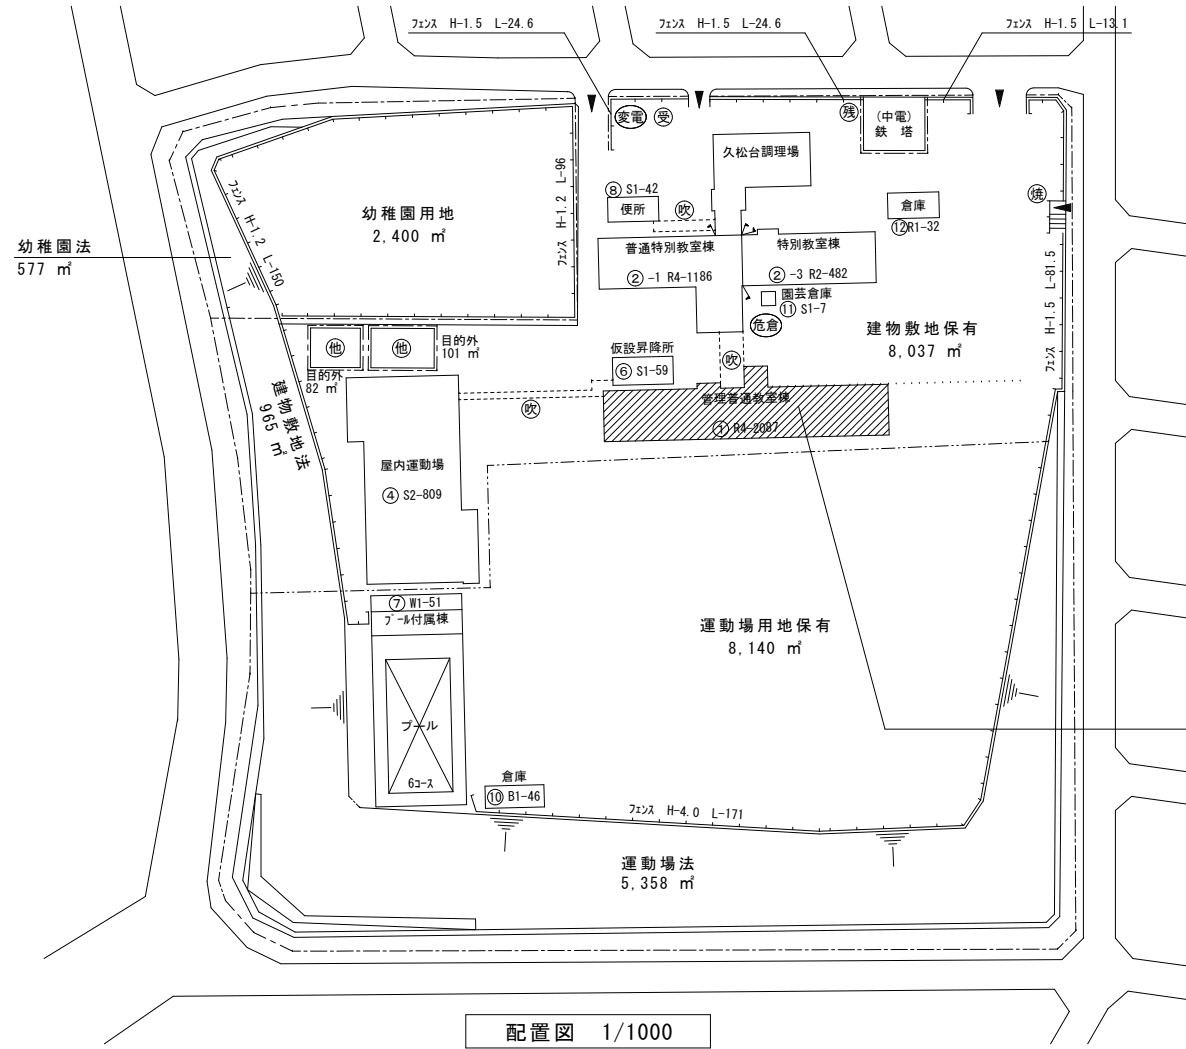 フェンス H-1.5 L-24.6
フェンス H-1.5 L-24.6
フェンス H-1.5 L-13.1
変電
受
残
(中電)
鉄塔
久松台調理場
フェンス H-1.2 L-96
⑧ S1-42
便所
吹
焼
倉庫
⑫R1-32
フェンス H-1.2 L-150
幼稚園用地
2,400 ㎡
幼稚園法
577 ㎡
普通特別教室棟
②-1 R4-1186
特別教室棟
②-3 R2-482
園芸倉庫
⑪ S1-7
危倉
建物敷地保有
8,037 ㎡
フェンス H-1.5 L-81.5
他
他
目的外
101 ㎡
目的外
82 ㎡
仮設昇降所
⑥ S1-59
吹
建物敷地法
965 ㎡
吹
管理普通教室棟
① R4-2087
屋内運動場
④ S2-809
⑦ W1-51
プール付属棟
運動場用地保有
8,140 ㎡
プール
6コース
倉庫
⑩ B1-46
フェンス H-4.0 L-171
運動場法
5,358 ㎡
配置図 1/1000